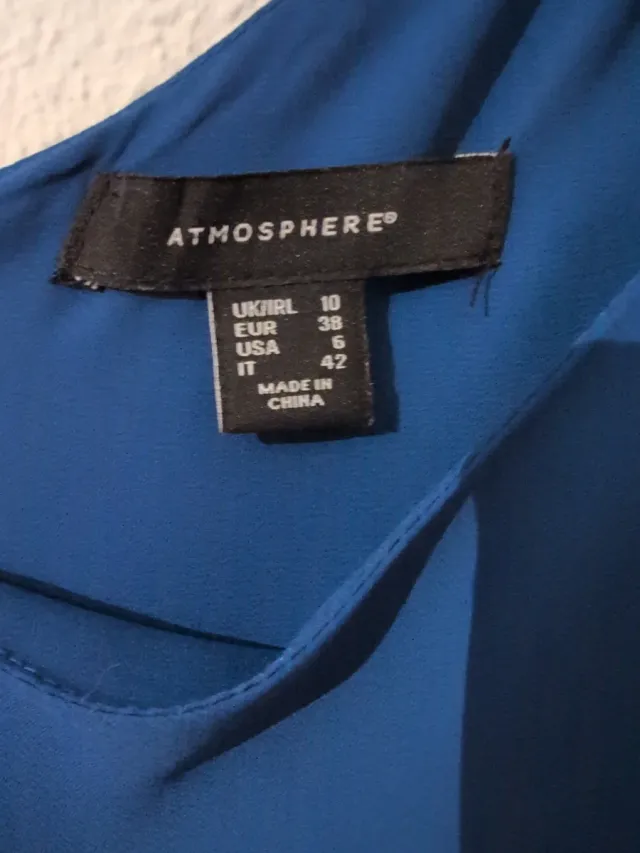 ATMOSPHERE®
UK/IRL 10
EUR 38
USA 6
IT 42
MADE IN
CHINA